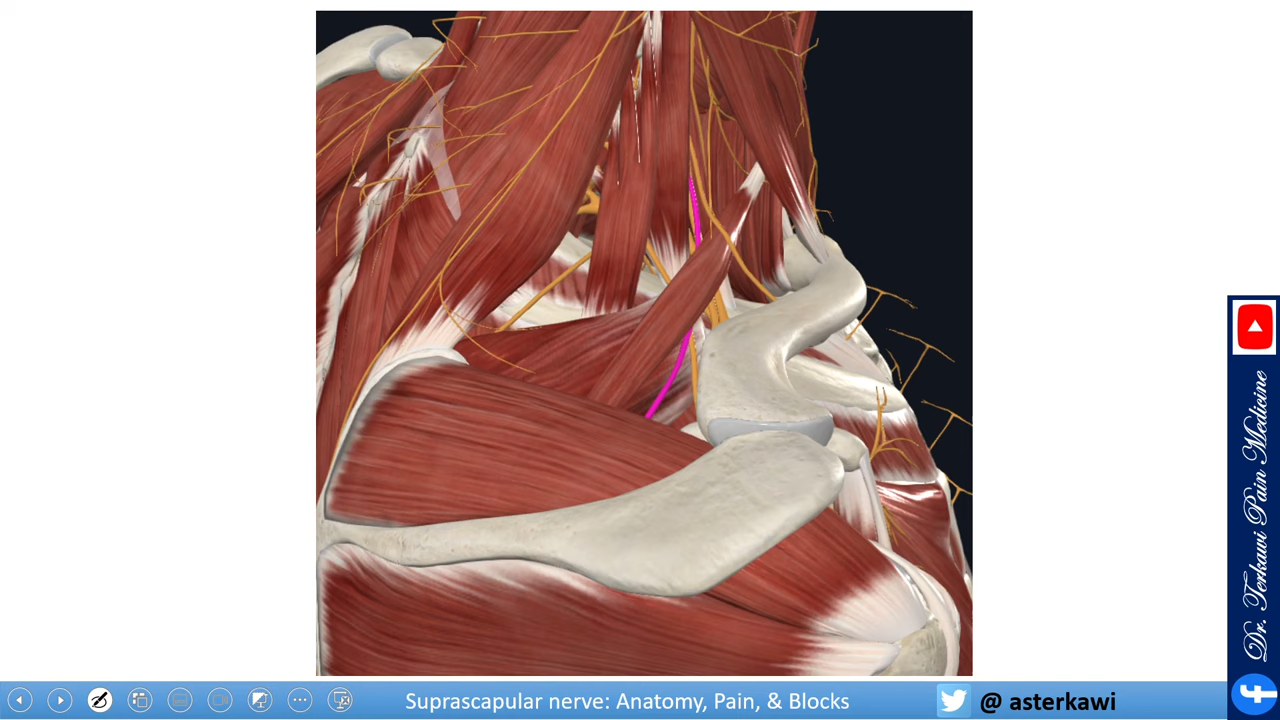 Suprascapular nerve: Anatomy, Pain, & Blocks
@ asterkawi
Dr. Terkawi Pain Medicine